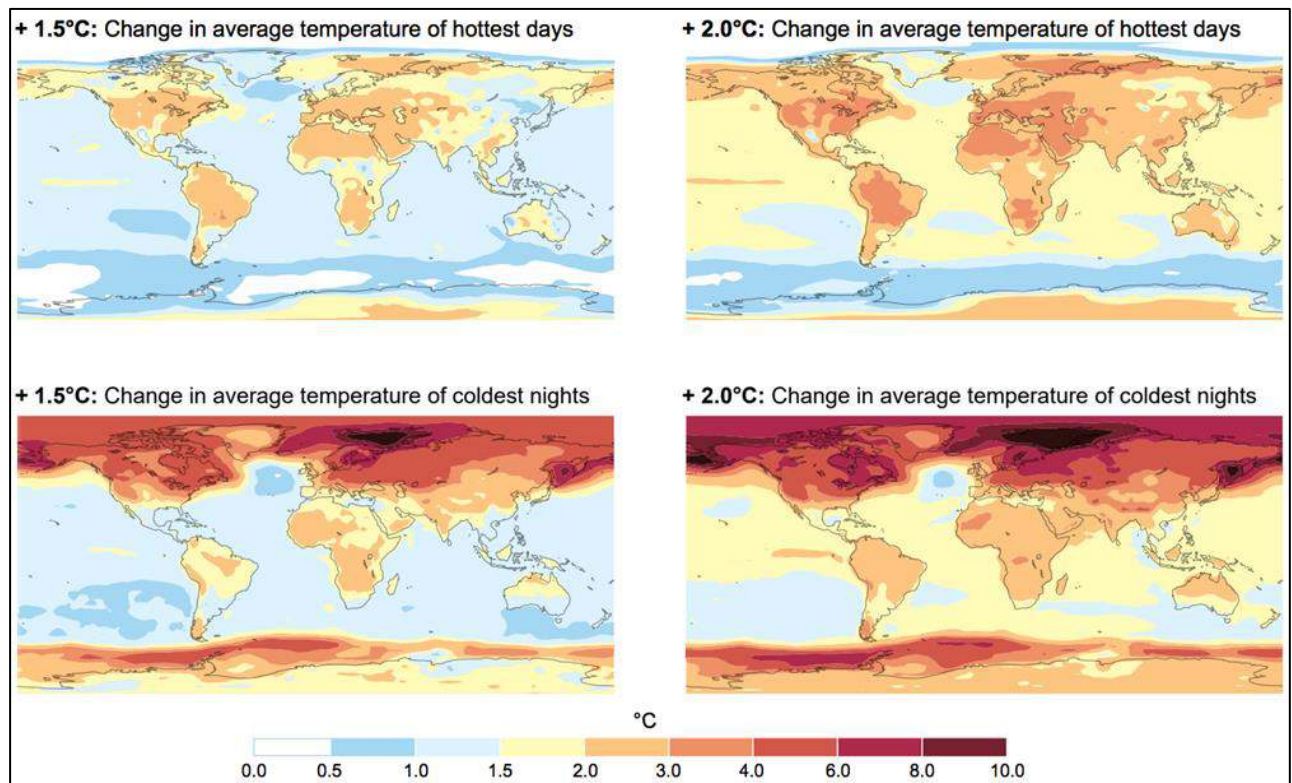 + 1.5°C: Change in average temperature of hottest days
+ 2.0°C: Change in average temperature of hottest days
+ 1.5°C: Change in average temperature of coldest nights
+ 2.0°C: Change in average temperature of coldest nights
°C
0.0 0.5 1.0 1.5 2.0 3.0 4.0 6.0 8.0 10.0